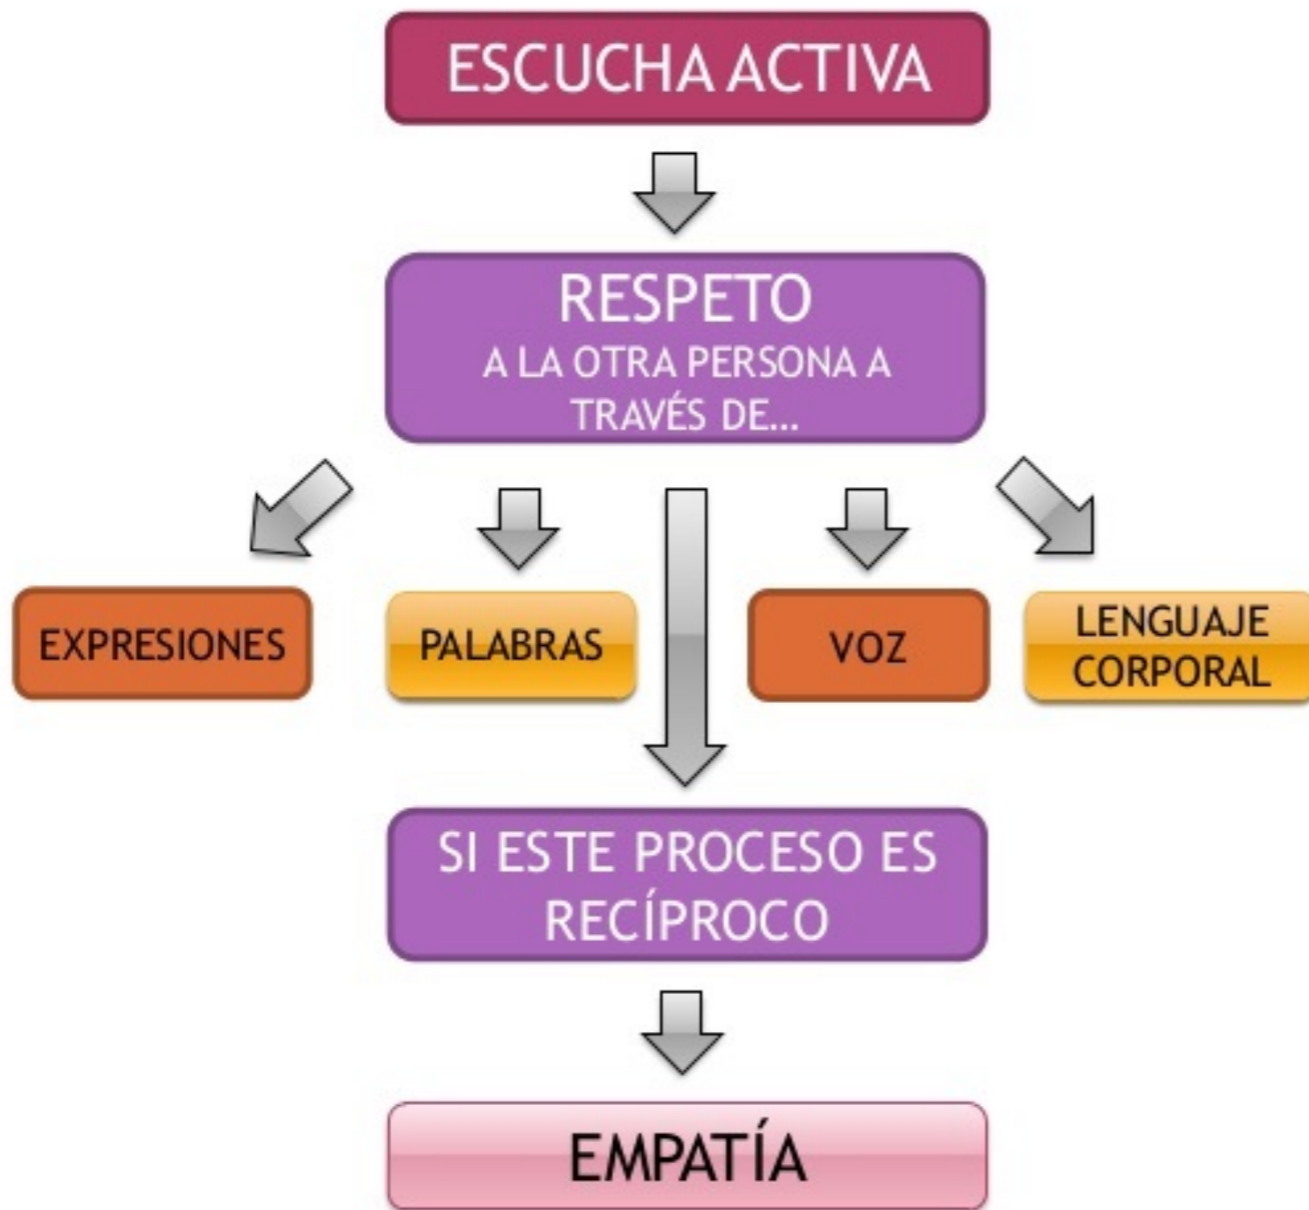 ESCUCHA ACTIVA
RESPETO
A LA OTRA PERSONA A
TRAVÉS DE...
EXPRESIONES
PALABRAS
VOZ
LENGUAJE
CORPORAL
SI ESTE PROCESO ES
RECÍPROCO
EMPATÍA